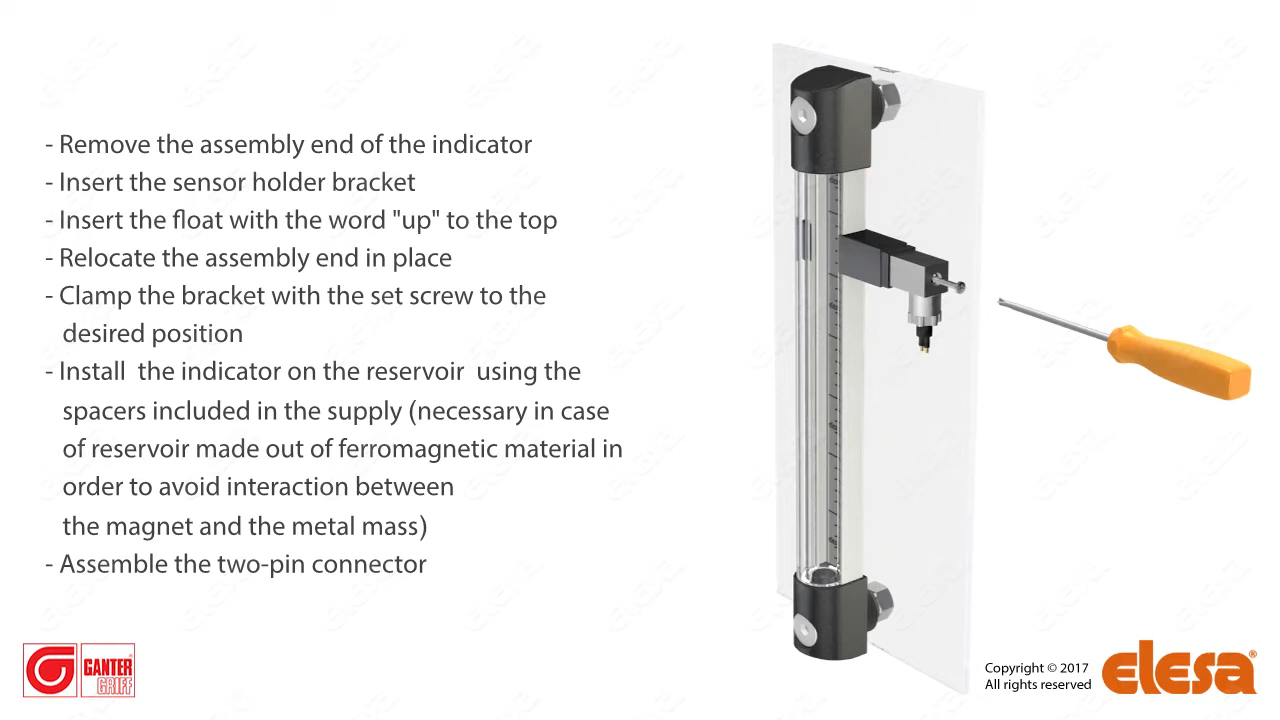 - Remove the assembly end of the indicator
- Insert the sensor holder bracket
- Insert the float with the word "up" to the top
- Relocate the assembly end in place
- Clamp the bracket with the set screw to the
desired position
- Install  the indicator on the reservoir  using the
spacers included in the supply (necessary in case
of reservoir made out of ferromagnetic material in
order to avoid interaction between
the magnet and the metal mass)
- Assemble the two-pin connector
GANTER
GRIFF
Copyright © 2017
All rights reserved
elesa®